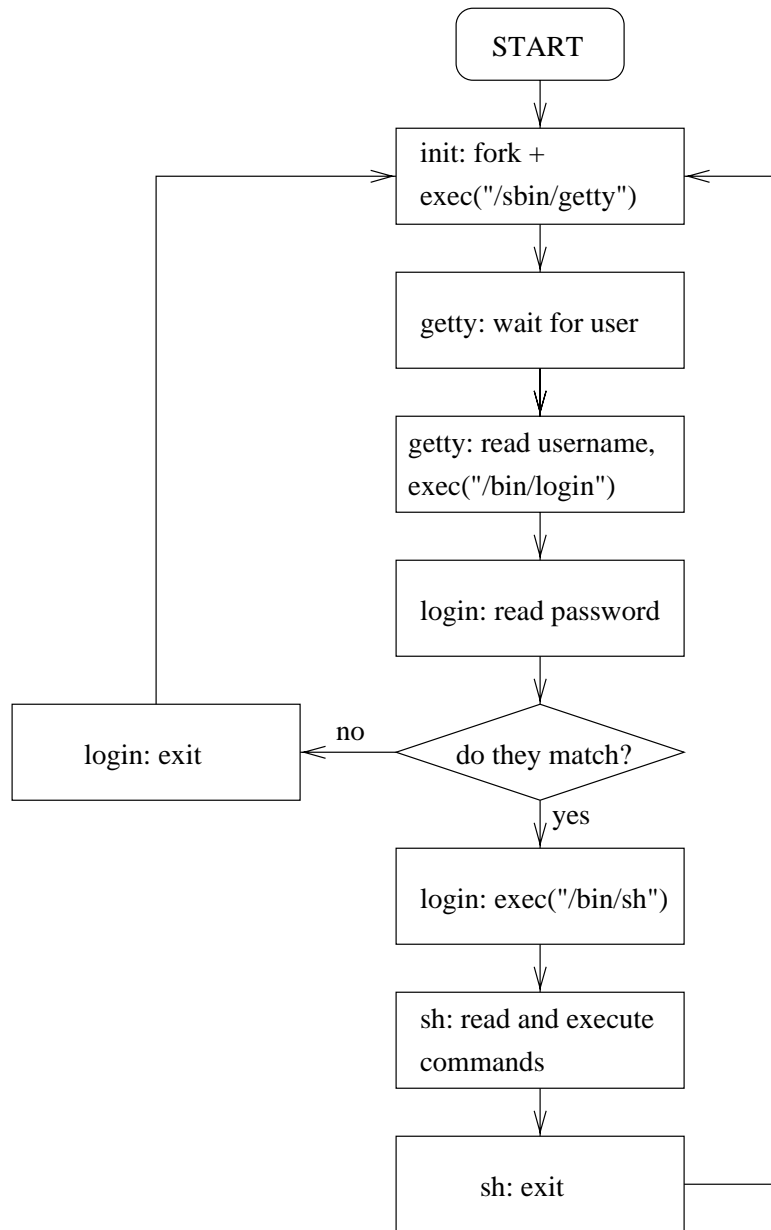 START
init: fork +
exec("/sbin/getty")
getty: wait for user
getty: read username,
exec("/bin/login")
login: read password
do they match?
no
login: exit
yes
login: exec("/bin/sh")
sh: read and execute
commands
sh: exit